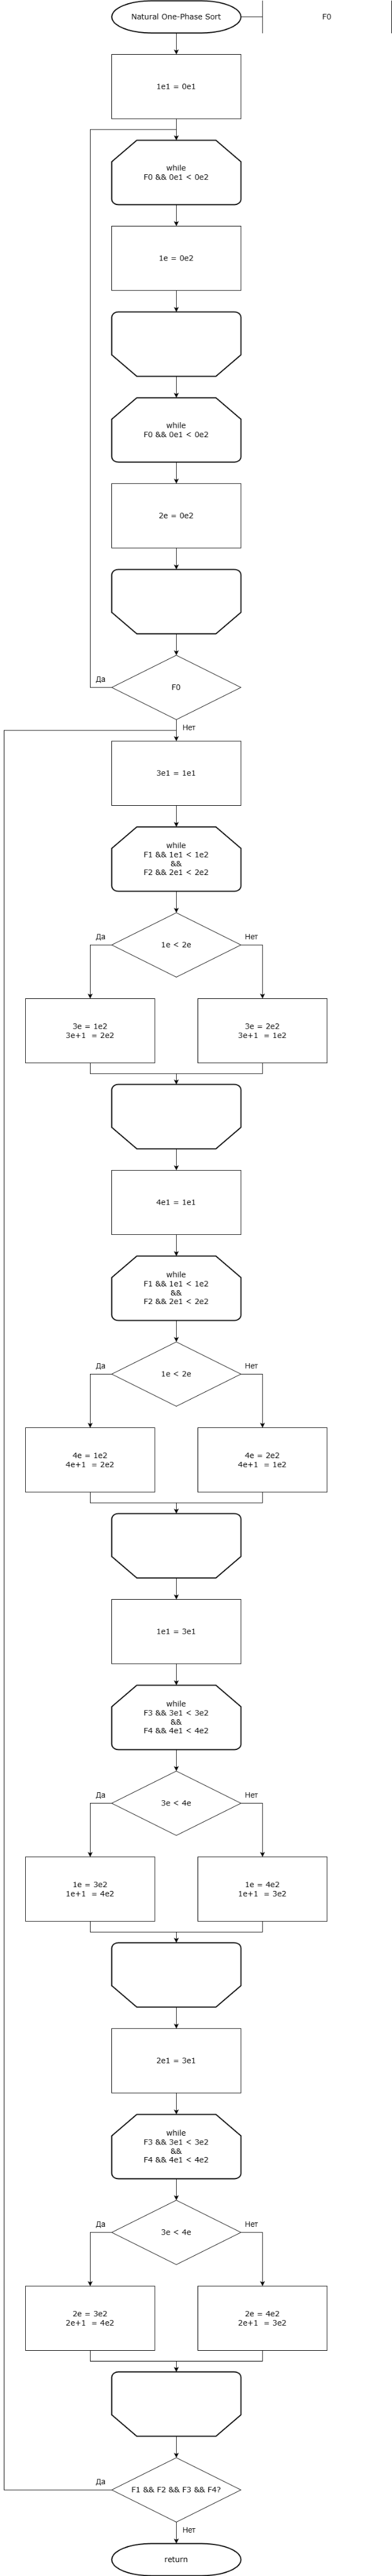 Natural One-Phase Sort
F0
1e1 = 0e1
while
F0 && 0e1 < 0e2
1e = 0e2
while
F0 && 0e1 < 0e2
2e = 0e2
F0
Да
Нет
3e1 = 1e1
while
F1 && 1e1 < 1e2
&&
F2 && 2e1 < 2e2
1e < 2e
Да
Нет
3e = 1e2
3e+1 = 2e2
3e = 2e2
3e+1 = 1e2
4e1 = 1e1
while
F1 && 1e1 < 1e2
&&
F2 && 2e1 < 2e2
1e < 2e
Да
Нет
4e = 1e2
4e+1 = 2e2
4e = 2e2
4e+1 = 1e2
1e1 = 3e1
while
F3 && 3e1 < 3e2
&&
F4 && 4e1 < 4e2
3e < 4e
Да
Нет
1e = 3e2
1e+1 = 4e2
1e = 4e2
1e+1 = 3e2
2e1 = 3e1
while
F3 && 3e1 < 3e2
&&
F4 && 4e1 < 4e2
3e < 4e
Да
Нет
2e = 3e2
2e+1 = 4e2
2e = 4e2
2e+1 = 3e2
F1 && F2 && F3 && F4?
Да
Нет
return